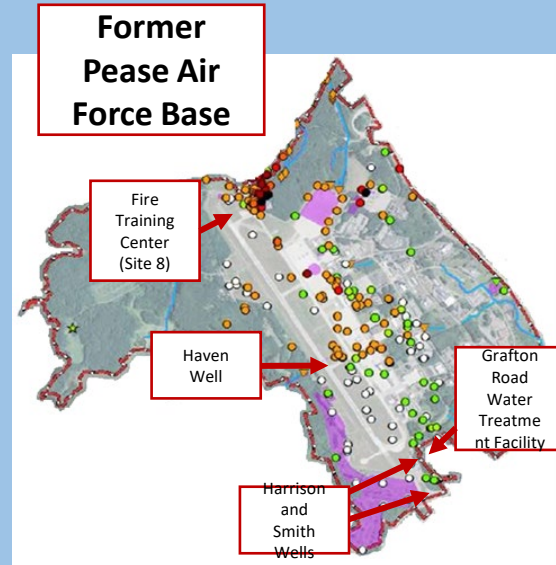 Former
Pease Air
Force Base
Fire
Training
Center
(Site 8)
Haven
Well
Grafton
Road
Water
Treatme
nt Facility
Harrison
and
Smith
Wells